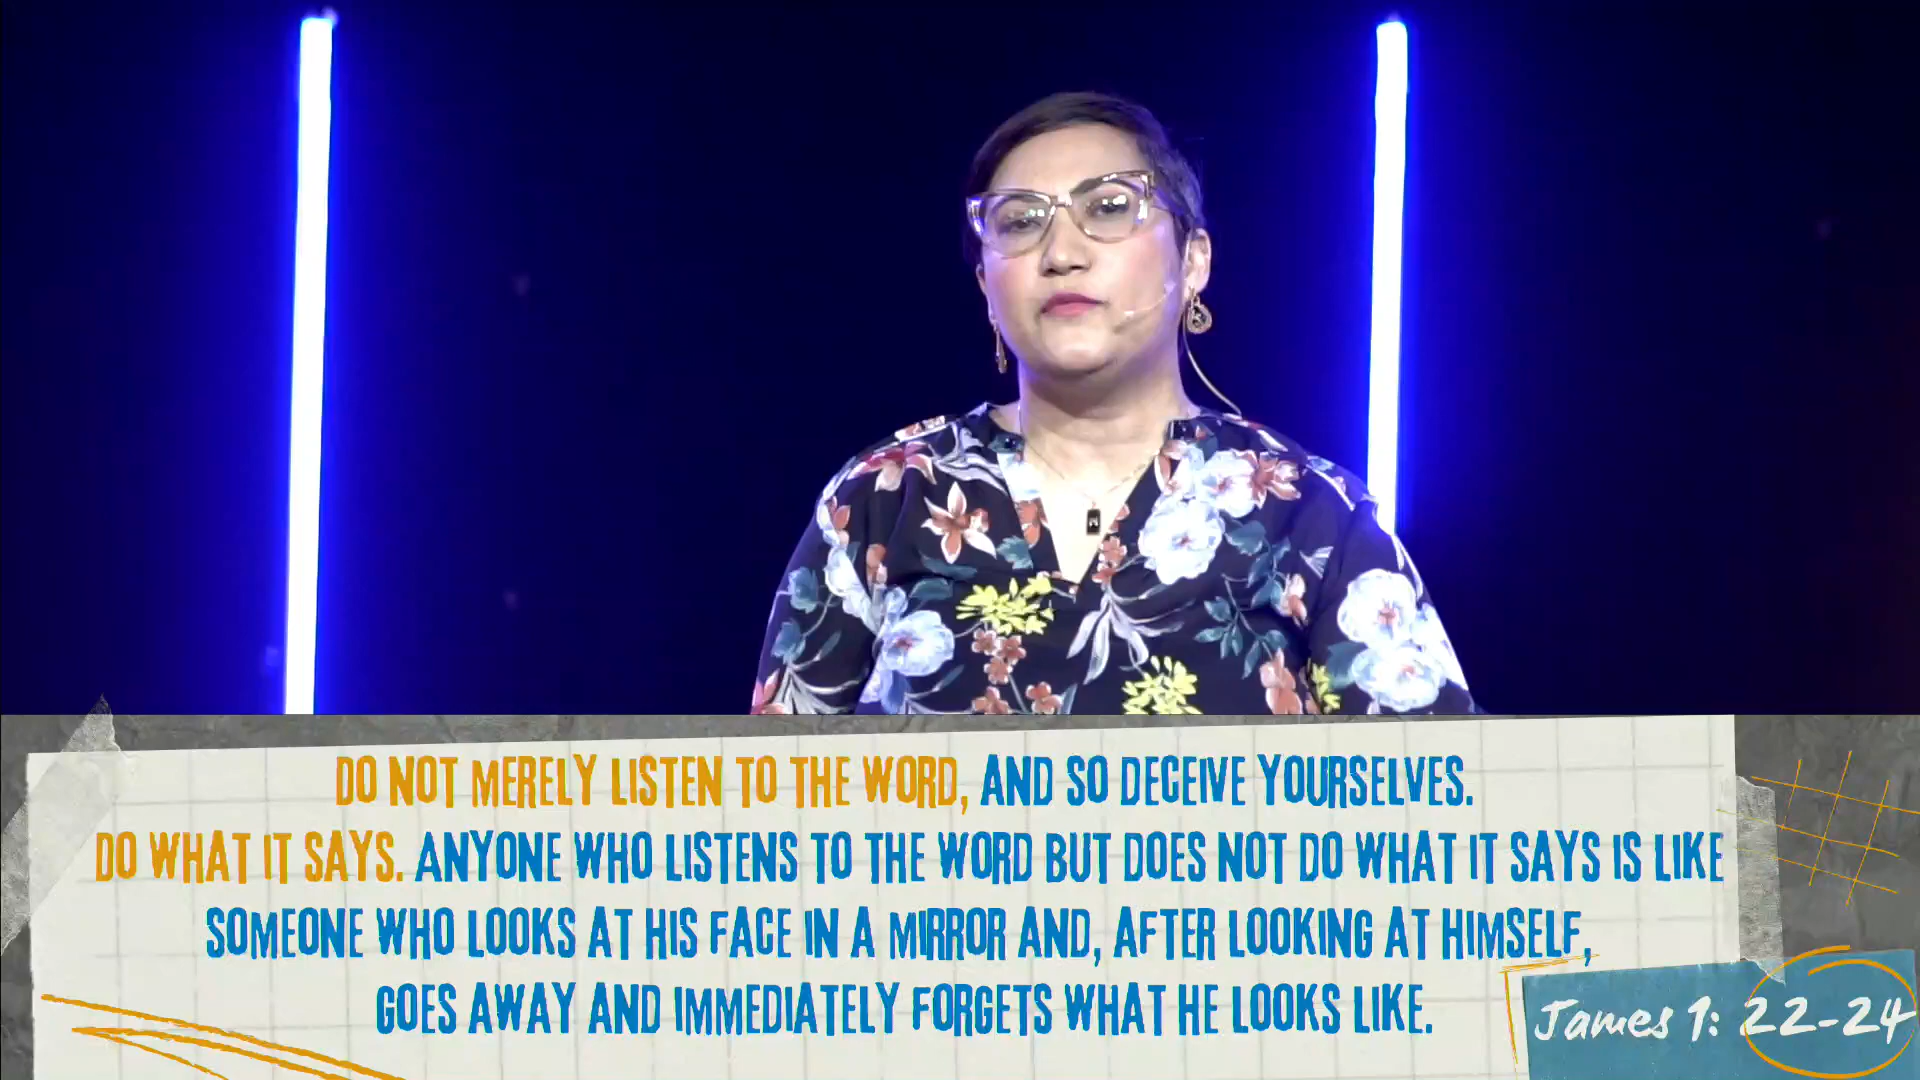 DO NOT MERELY LISTEN TO THE WORD, AND SO DECEIVE YOURSELVES.
DO WHAT IT SAYS. ANYONE WHO LISTENS TO THE WORD BUT DOES NOT DO WHAT IT SAYS IS LIKE
SOMEONE WHO LOOKS AT HIS FACE IN A MIRROR AND, AFTER LOOKING AT HIMSELF,
GOES AWAY AND IMMEDIATELY FORGETS WHAT HE LOOKS LIKE.
James 1: 22-24